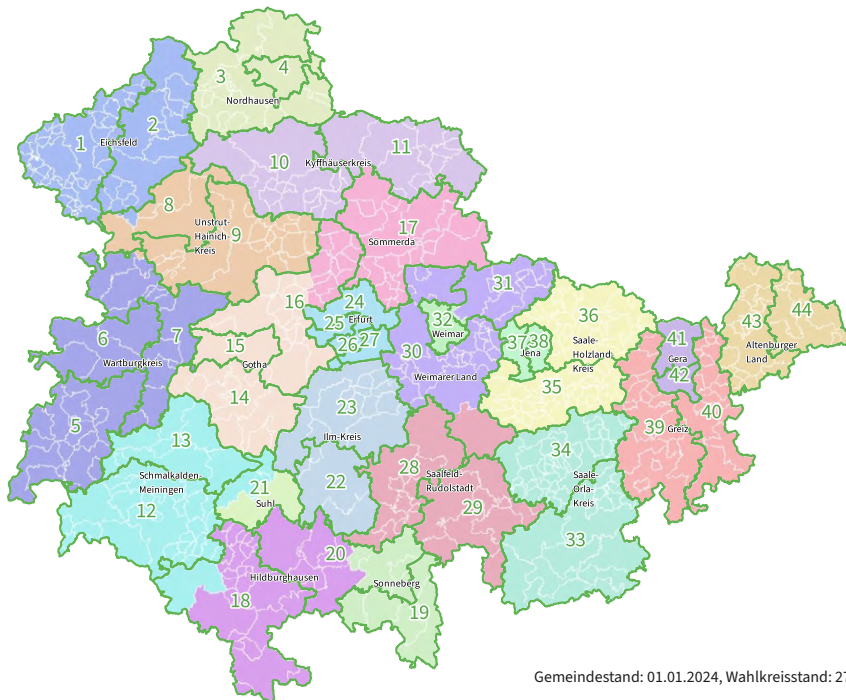 3
4
Nordhausen
1
2
Eichsfeld
10
11
Kyffhäuserkreis
8
9
Unstrut-
Hainich-
Kreis
17
Sömmerda
16
24
Erfurt
25
26
27
31
32
Weimar
30
Weimarer Land
36
37
38
Jena
Saale-
Holzland-
Kreis
35
41
Gera
42
43
44
Altenburger
Land
6
7
Wartburgkreis
5
15
Gotha
14
13
Schmalkalden-
Meiningen
12
23
Ilm-Kreis
22
21
Suhl
28
Saalfeld-
Rudolstadt
29
34
Saale-
Orla-
Kreis
33
39
Greiz
40
20
Hildburghausen
18
Sonneberg
19
Gemeindestand: 01.01.2024, Wahlkreisstand: 27